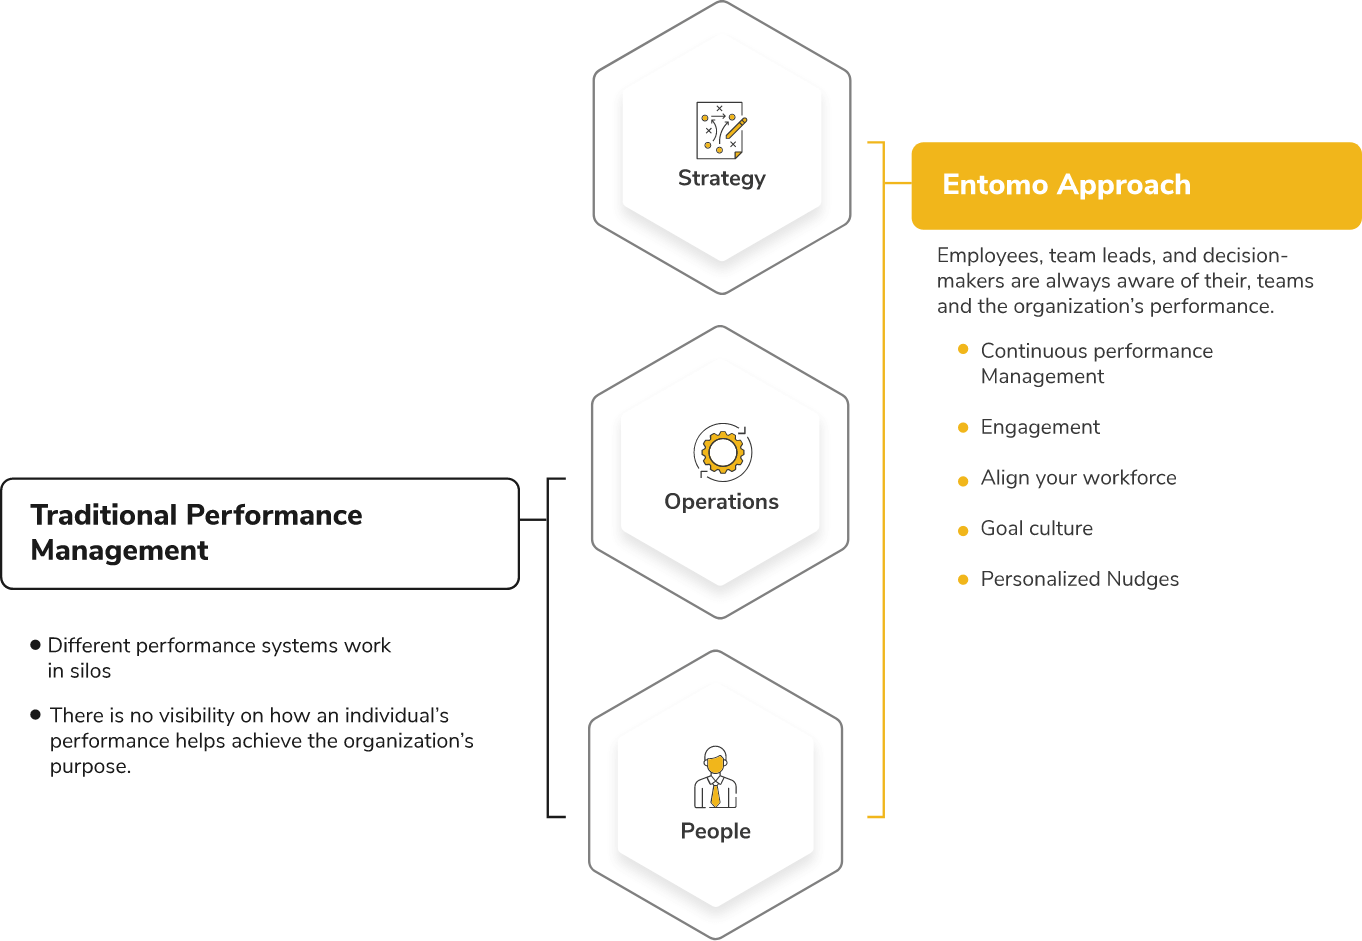 Strategy
Entomo Approach
Employees, team leads, and decision-
makers are always aware of their, teams
and the organization's performance.
Continuous performance
Management
Engagement
Align your workforce
Goal culture
Personalized Nudges
Operations
Traditional Performance
Management
Different performance systems work
in silos
There is no visibility on how an individual's
performance helps achieve the organization's
purpose.
People